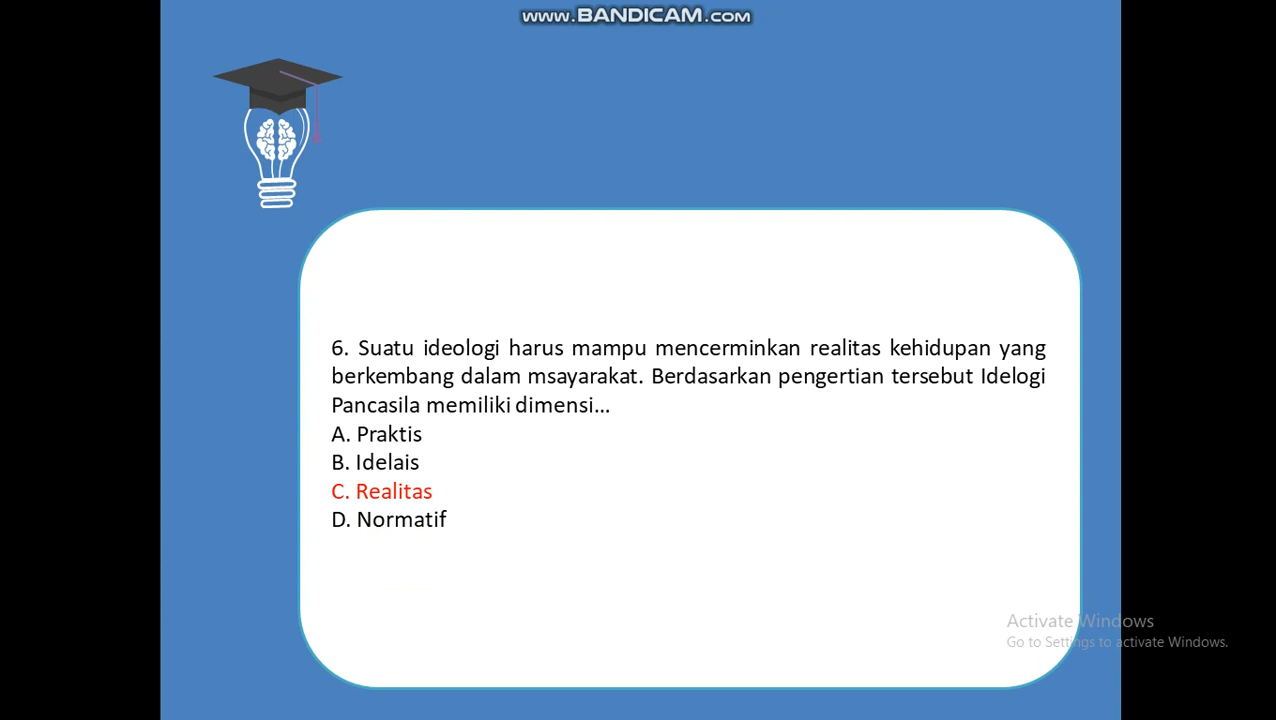 www.BANDICAM.com
6. Suatu ideologi harus mampu mencerminkan realitas kehidupan yang
berkembang dalam msayarakat. Berdasarkan pengertian tersebut Idelogi
Pancasila memiliki dimensi...
A. Praktis
B. Idelais
C. Realitas
D. Normatif
Activate Windows
Go to Settings to activate Windows.